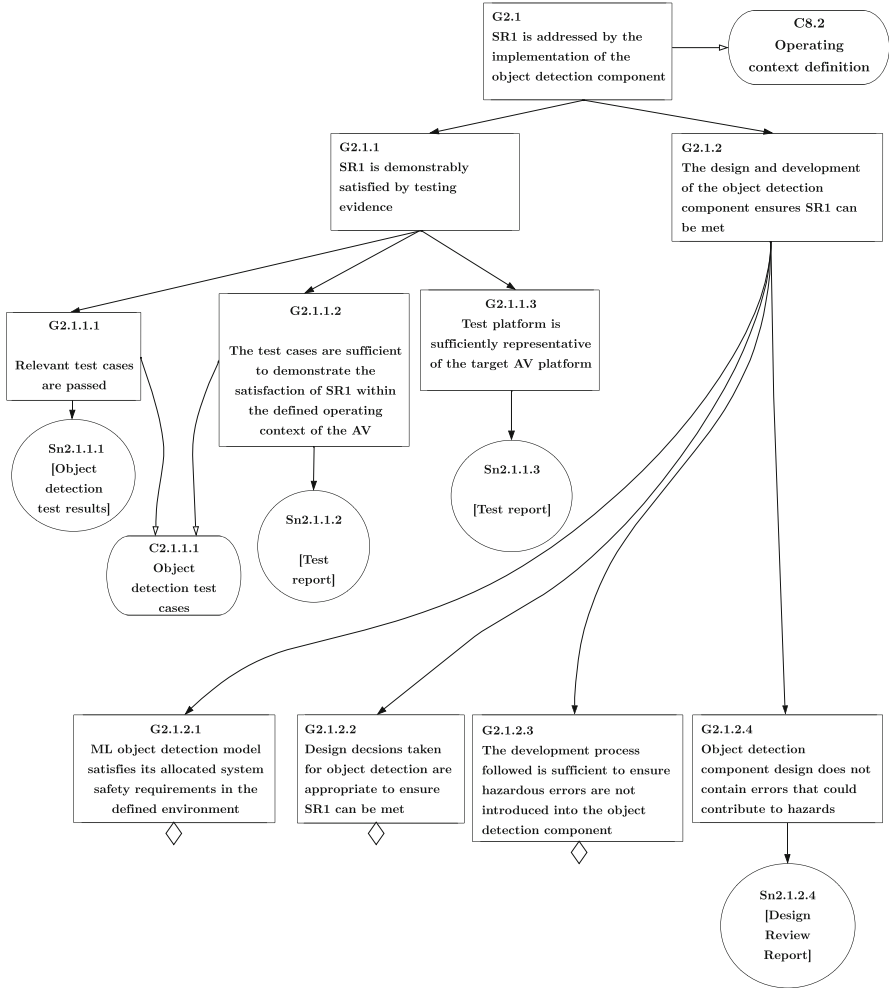 G2.1
SR1 is addressed by the
implementation of the
object detection component
C8.2
Operating
context definition
G2.1.1
SR1 is demonstrably
satisfied by testing
evidence
G2.1.2
The design and development
of the object detection
component ensures SR1 can
be met
G2.1.1.1
Relevant test cases
are passed
G2.1.1.2
The test cases are sufficient
to demonstrate the
satisfaction of SR1 within
the defined operating
context of the AV
G2.1.1.3
Test platform is
sufficiently representative
of the target AV platform
Sn2.1.1.1
[Object
detection
test results]
Sn2.1.1.2
[Test
report]
Sn2.1.1.3
[Test report]
C2.1.1.1
Object
detection test
cases
G2.1.2.1
ML object detection model
satisfies its allocated system
safety requirements in the
defined environment
G2.1.2.2
Design decsions taken
for object detection are
appropriate to ensure
SR1 can be met
G2.1.2.3
The development process
followed is sufficient to ensure
hazardous errors are not
introduced into the object
detection component
G2.1.2.4
Object detection
component design does not
contain errors that could
contribute to hazards
Sn2.1.2.4
[Design
Review
Report]